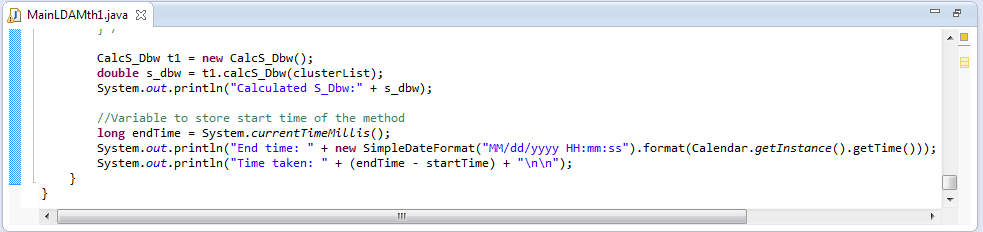 MainLDAMth1.java
CalcS_Dbw t1 = new CalcS_Dbw();
double s_dbw = t1.calcS_Dbw(clusterList);
System.out.println("Calculated S_Dbw:" + s_dbw);
//Variable to store start time of the method
long endTime = System.currentTimeMillis();
System.out.println("End time: " + new SimpleDateFormat("MM/dd/yyyy HH:mm:ss").format(Calendar.getInstance().getTime()));
System.out.println("Time taken: " + (endTime - startTime) + "\n\n");
}
}